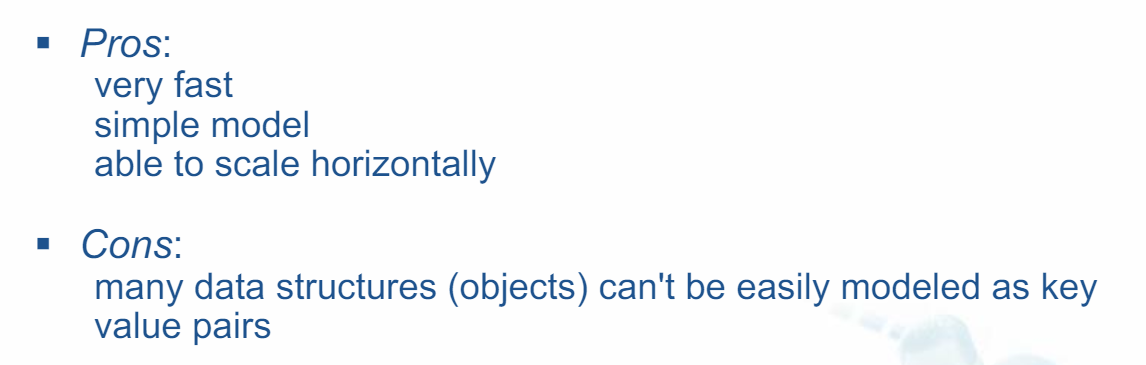 ▪ Pros:
very fast
simple model
able to scale horizontally
▪ Cons:
many data structures (objects) can't be easily modeled as key
value pairs